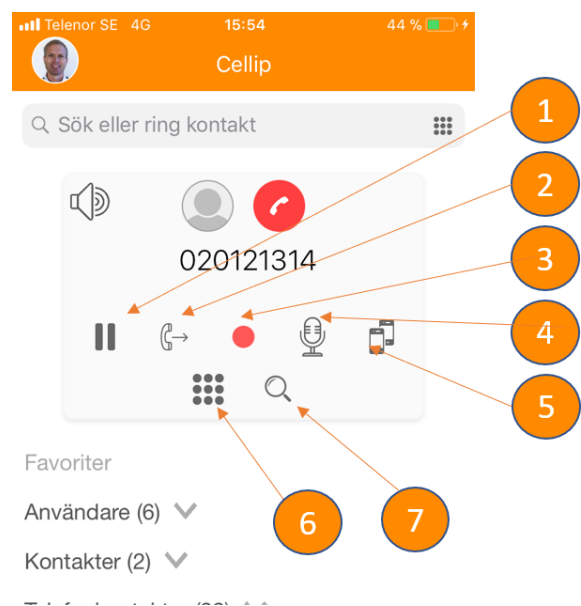 Telenor SE 4G 15:54 44 %
Cellip
Sök eller ring kontakt
1
2
020121314
3
4
5
Favoriter
Användare (6)
6
7
Kontakter (2)